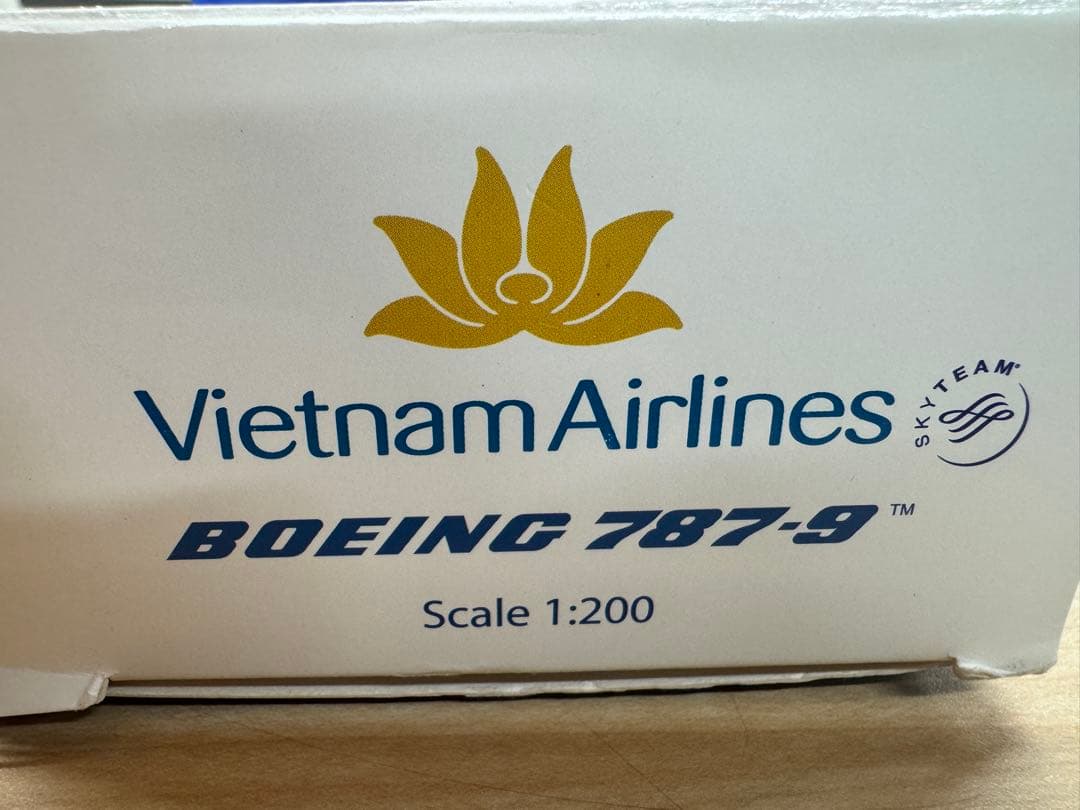 Vietnam Airlines
SKYTEAM
BOEING 787-9™
Scale 1:200